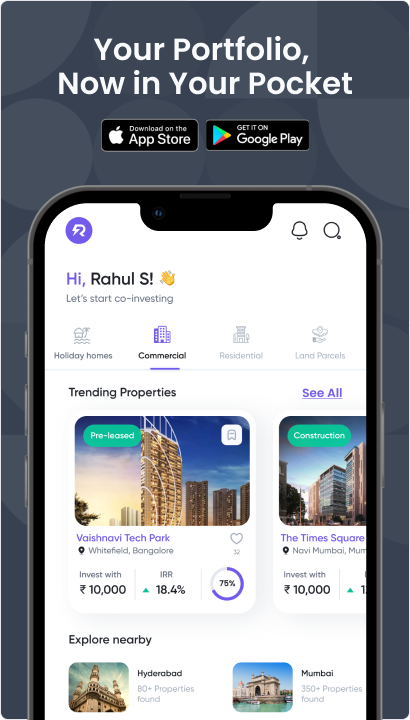 Your Portfolio,
Now in Your Pocket
Download on the
App Store
GET IT ON
Google Play
Hi, Rahul S! 👋
Let's start co-investing
Holiday homes
Commercial
Residential
Land Parcels
Trending Properties
See All
Pre-leased
Construction
Vaishnavi Tech Park
Whitefield, Bangalore
32
Invest with
₹ 10,000
IRR
18.4%
75%
The Times Square
Navi Mumbai, Mum
Invest with
₹ 10,000
Explore nearby
Hyderabad
80+ Properties
found
Mumbai
350+ Properties
found